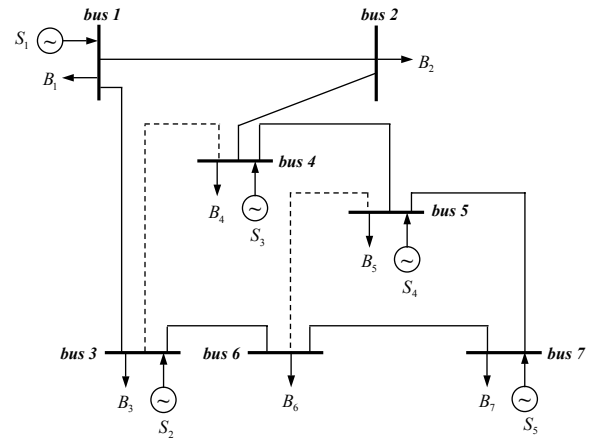 bus 1
bus 2
S₁
~
B₁
B₂
bus 4
B₄
~
S₃
bus 5
B₅
~
S₄
bus 3
bus 6
bus 7
B₃
~
S₂
B₆
B₇
~
S₅